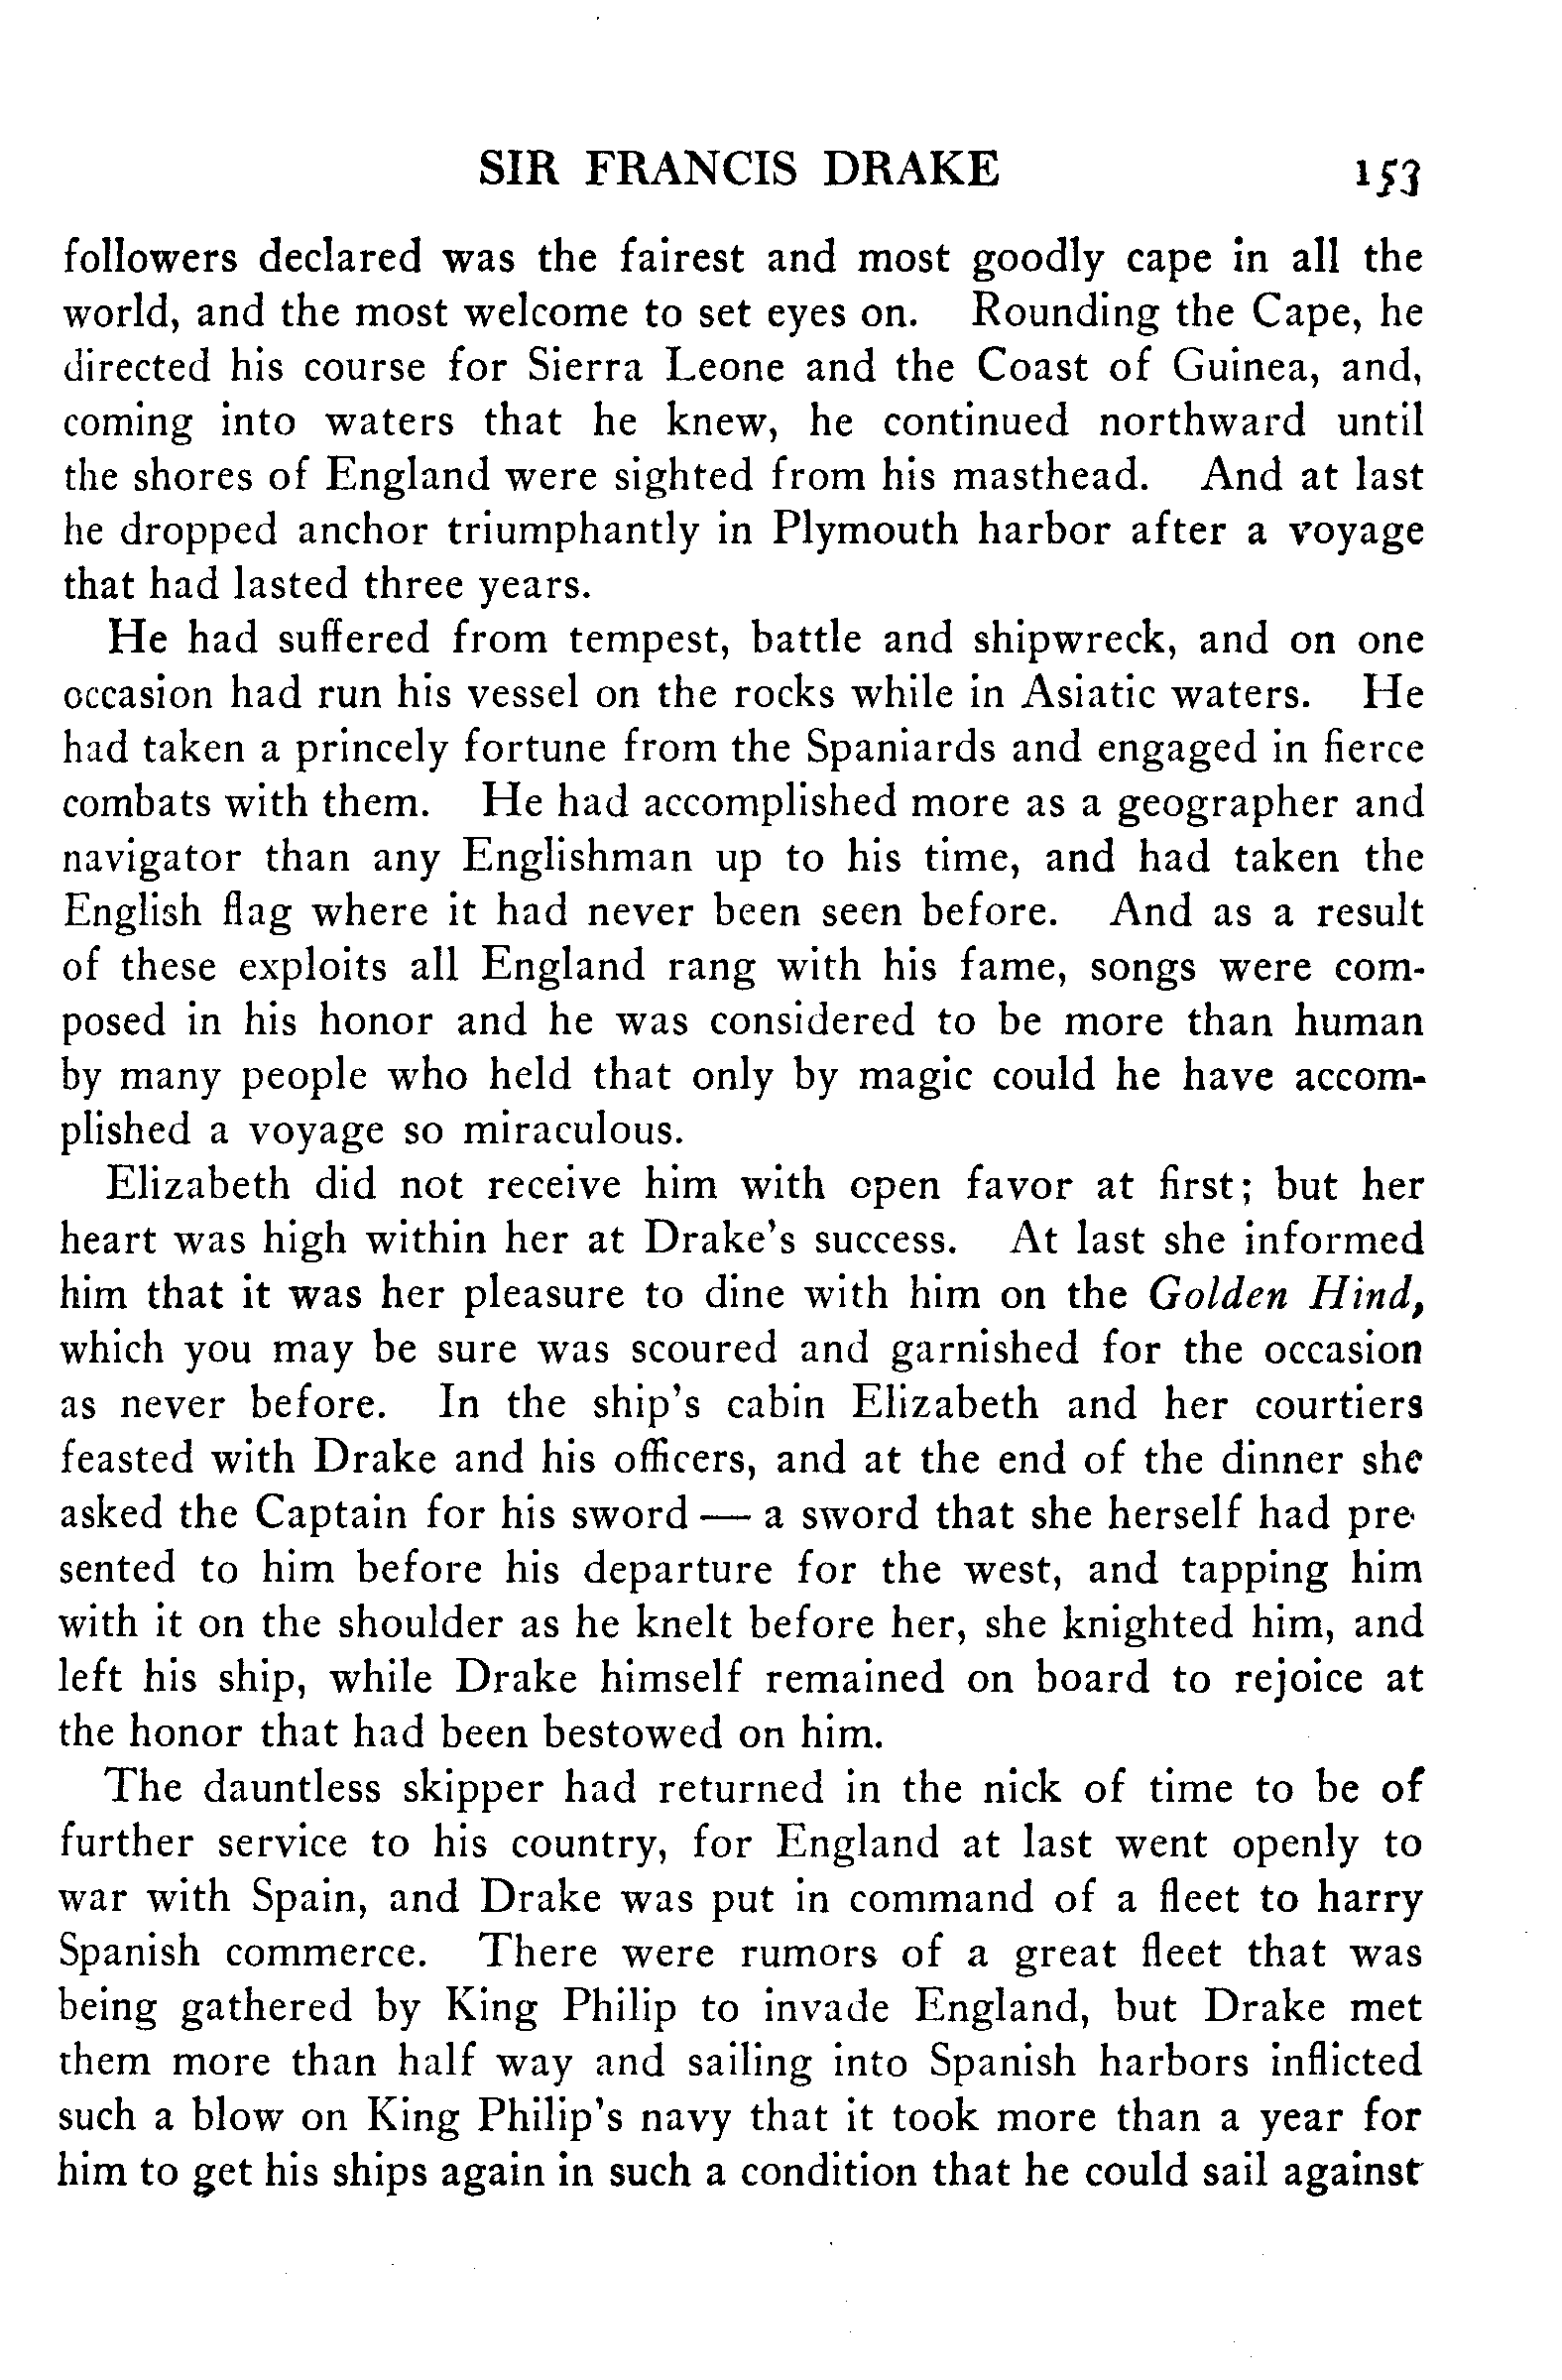 SIR FRANCIS DRAKE 153
followers declared was the fairest and most goodly cape in all the
world, and the most welcome to set eyes on. Rounding the Cape, he
directed his course for Sierra Leone and the Coast of Guinea, and,
coming into waters that he knew, he continued northward until
the shores of England were sighted from his masthead. And at last
he dropped anchor triumphantly in Plymouth harbor after a voyage
that had lasted three years.
He had suffered from tempest, battle and shipwreck, and on one
occasion had run his vessel on the rocks while in Asiatic waters. He
had taken a princely fortune from the Spaniards and engaged in fierce
combats with them. He had accomplished more as a geographer and
navigator than any Englishman up to his time, and had taken the
English flag where it had never been seen before. And as a result
of these exploits all England rang with his fame, songs were com-
posed in his honor and he was considered to be more than human
by many people who held that only by magic could he have accom-
plished a voyage so miraculous.
Elizabeth did not receive him with open favor at first; but her
heart was high within her at Drake's success. At last she informed
him that it was her pleasure to dine with him on the Golden Hind,
which you may be sure was scoured and garnished for the occasion
as never before. In the ship's cabin Elizabeth and her courtiers
feasted with Drake and his officers, and at the end of the dinner she
asked the Captain for his sword — a sword that she herself had pre-
sented to him before his departure for the west, and tapping him
with it on the shoulder as he knelt before her, she knighted him, and
left his ship, while Drake himself remained on board to rejoice at
the honor that had been bestowed on him.
The dauntless skipper had returned in the nick of time to be of
further service to his country, for England at last went openly to
war with Spain, and Drake was put in command of a fleet to harry
Spanish commerce. There were rumors of a great fleet that was
being gathered by King Philip to invade England, but Drake met
them more than half way and sailing into Spanish harbors inflicted
such a blow on King Philip's navy that it took more than a year for
him to get his ships again in such a condition that he could sail against